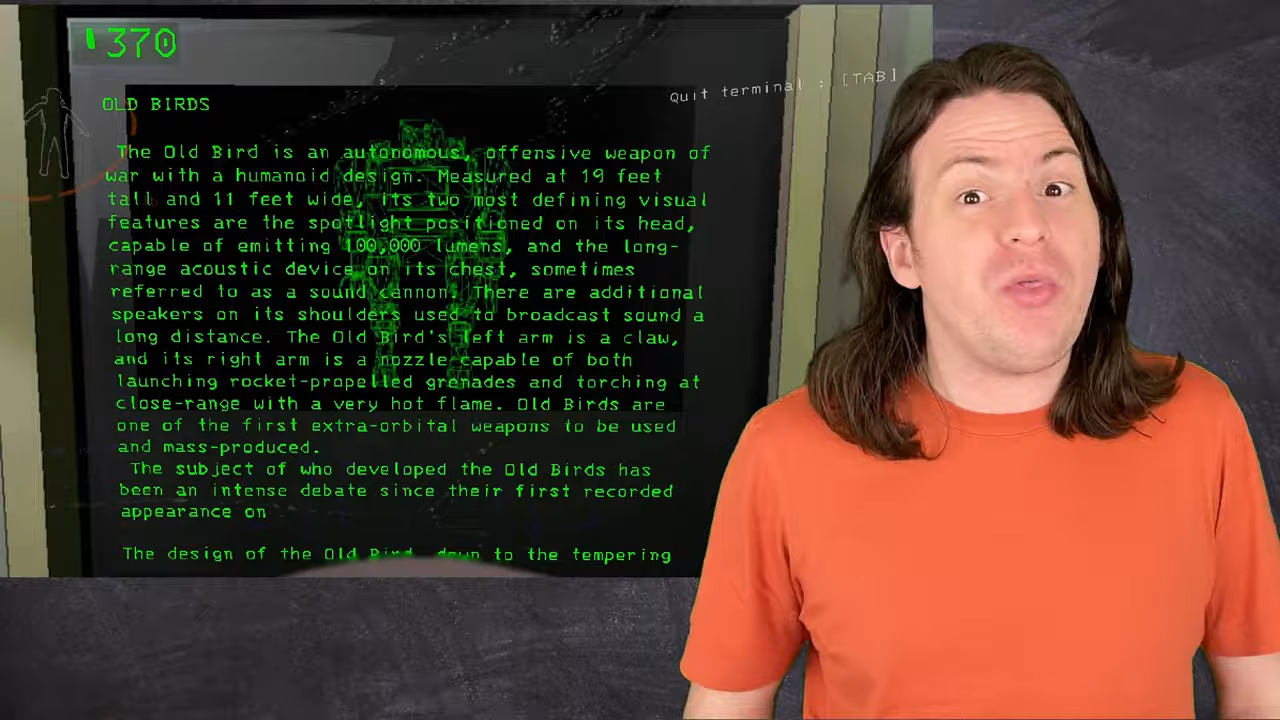 370
Quit terminal : [TAB]
OLD BIRDS
The Old Bird is an autonomous, offensive weapon of
war with a humanoid design. Measured at 19 feet
tall and 11 feet wide, its two most defining visual
features are the spotlight positioned on its head,
capable of emitting 100,000 lumens, and the long-
range acoustic device on its chest, sometimes
referred to as a sound cannon. There are additional
speakers on its shoulders used to broadcast sound a
long distance. The Old Bird's left arm is a claw,
and its right arm is a nozzle capable of both
launching rocket-propelled grenades and torching at
close-range with a very hot flame. Old Birds are
one of the first extra-orbital weapons to be used
and mass-produced.
The subject of who developed the Old Birds has
been an intense debate since their first recorded
appearance on
The design of the Old Bird, down to the tempering